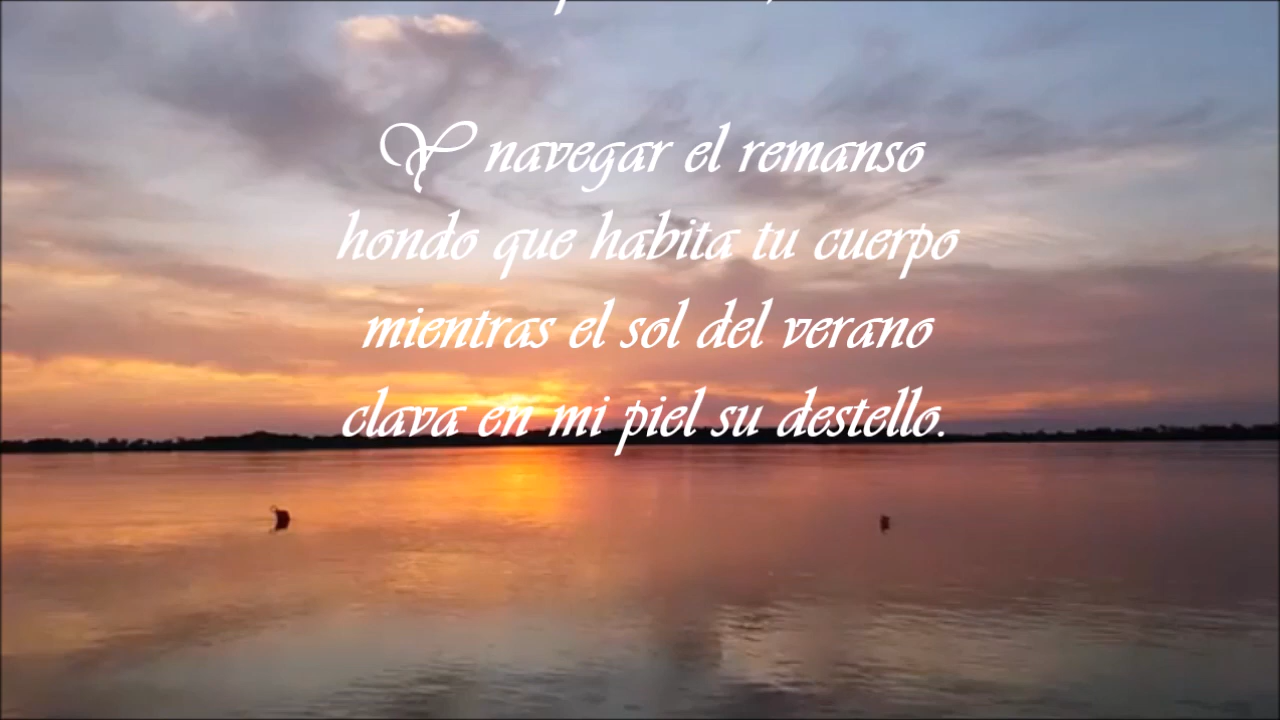 Y navegar el remanso
hondo que habita tu cuerpo
mientras el sol del verano
clava en mi piel su destello.